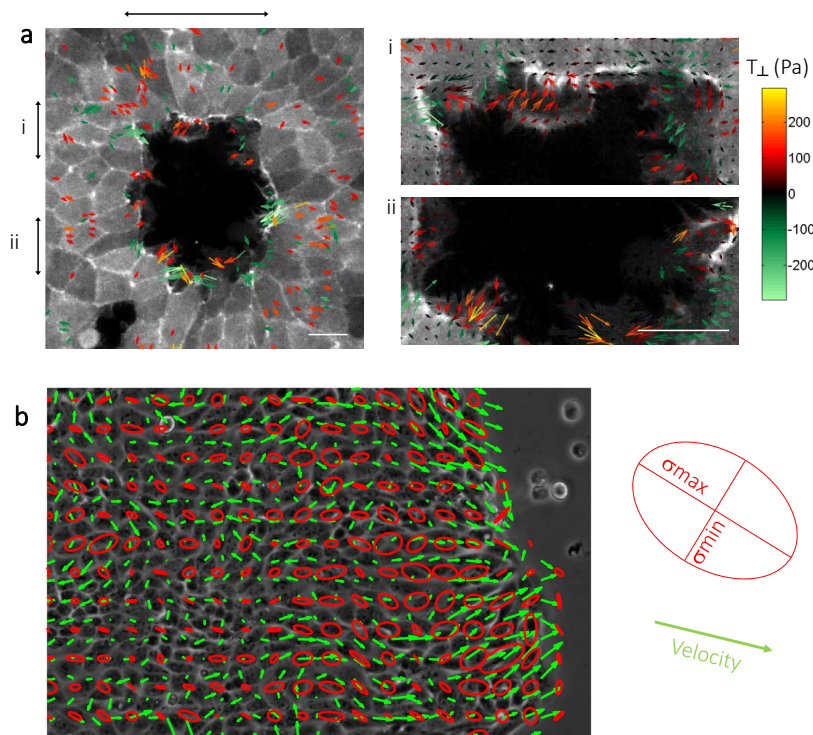 a
i
ii
i
ii
T⊥ (Pa)
200
100
0
-100
-200
b
σmax
σmin
Velocity